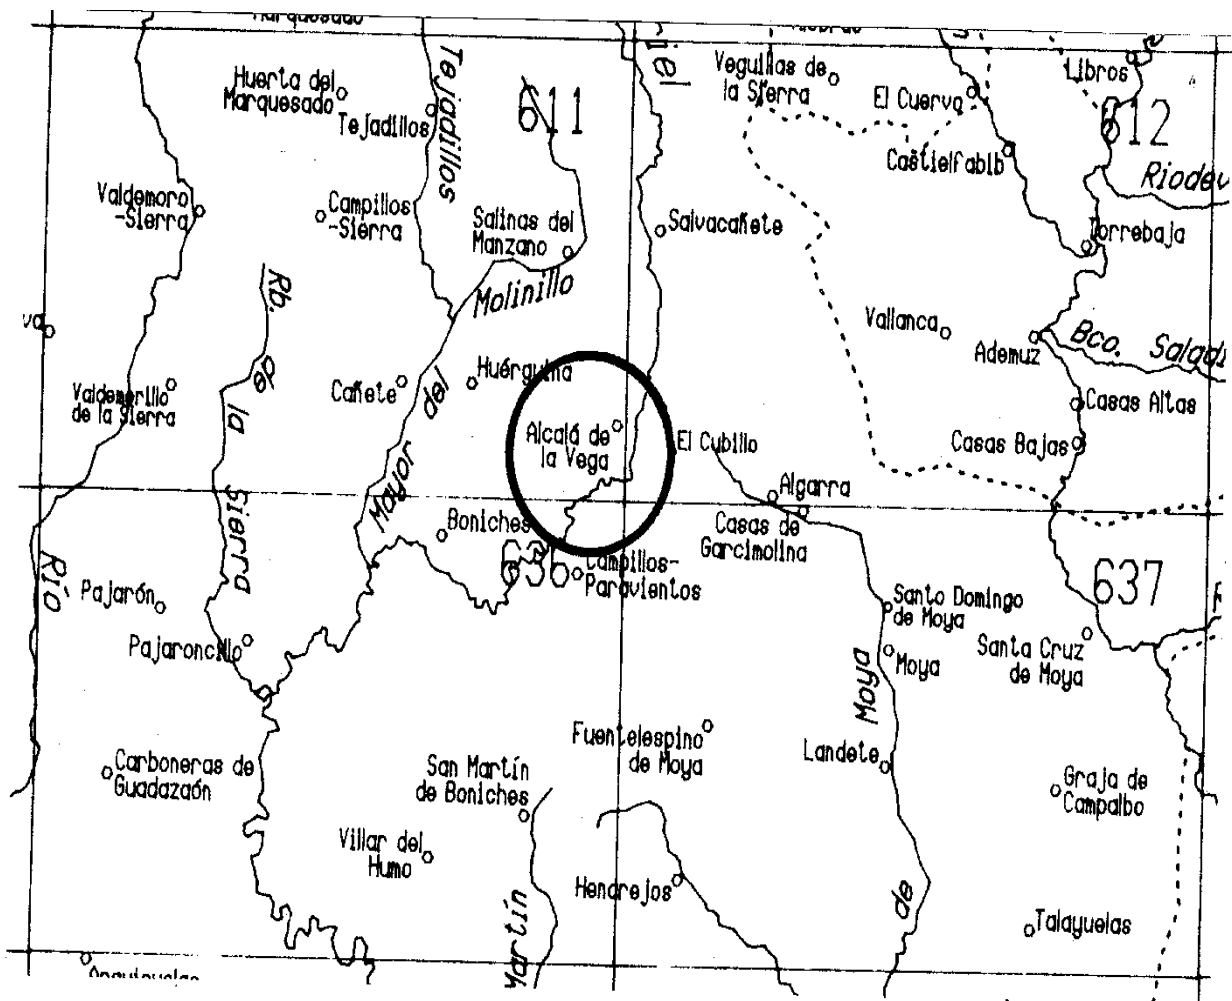 Marquesado
Huerta del
Marquesado
Tejadillos
Tejadillos
611
Veguillas de
la Sierra
El Cuervo
Libros
612
Castielfabib
Riodev
Valdemoro
-Sierra
Campillos
-Sierra
Salinas del
Manzano
Salvacañete
Torrebaja
Rb.
de
la
Sierra
Molinillo
Vallanca
Ademuz
Bco. Salad
va
Valdemorillo
de la Sierra
Cañete
Huérguina
Mayor del
Casas Altas
Alcalá de
la Vega
El Cubillo
Casas Bajas
Algarra
Boniches
Casas de
Garcimolina
Río
636
Campillos-
Paravientos
637
Pajarón
Santo Domingo
de Moya
Pajaroncillo
Moya
Santa Cruz
de Moya
Moya
Fuentelespino
de Moya
Landete
Carboneras de
Guadazaón
San Martín
de Boniches
Graja de
Campalbo
Villar del
Humo
Henarejos
de
Martín
Talayuelas